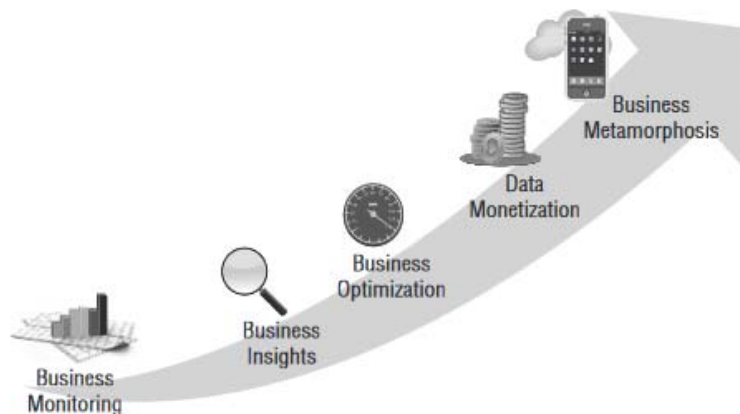 Business
Metamorphosis
Data
Monetization
Business
Optimization
Business
Insights
Business
Monitoring